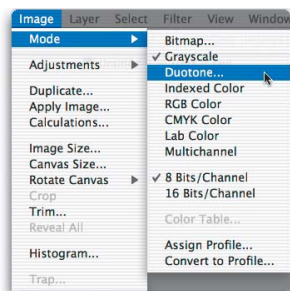 Image Layer Select Filter View Window
Mode
Adjustments
Duplicate...
Apply Image...
Calculations...
Image Size...
Canvas Size...
Rotate Canvas
Crop
Trim...
Reveal All
Histogram...
Trap...
Bitmap...
Grayscale
Duotone...
Indexed Color
RGB Color
CMYK Color
Lab Color
Multichannel
8 Bits/Channel
16 Bits/Channel
Color Table...
Assign Profile...
Convert to Profile...